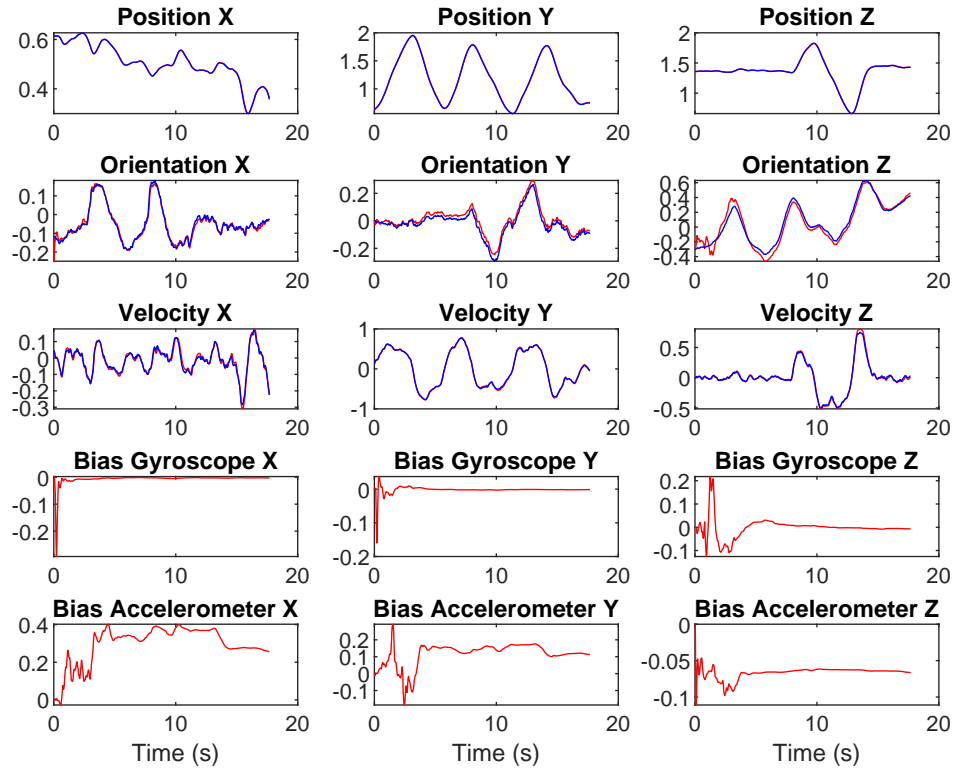 Position X Position Y Position Z
0.6 2 2
1.5 1.5
0.4 1 1
0 10 20 0 10 20 0 10 20
Orientation X Orientation Y Orientation Z
0.1 0.2 0.6
0.4
0 0 0.2
-0.1 0
-0.2 -0.2 -0.2
-0.4
0 10 20 0 10 20 0 10 20
Velocity X Velocity Y Velocity Z
0.1 1 0.5
0
-0.1 0 0
-0.2
-0.3 -1 -0.5
0 10 20 0 10 20 0 10 20
Bias Gyroscope X Bias Gyroscope Y Bias Gyroscope Z
0 0 0.2
-0.1 0.1
-0.1 0
-0.2 -0.2 -0.1
0 10 20 0 10 20 0 10 20
Bias Accelerometer X Bias Accelerometer Y Bias Accelerometer Z
0.4 0.2 0
0.2 0.1 -0.05
0
0 -0.1 -0.1
0 10 20 0 10 20 0 10 20
Time (s) Time (s) Time (s)